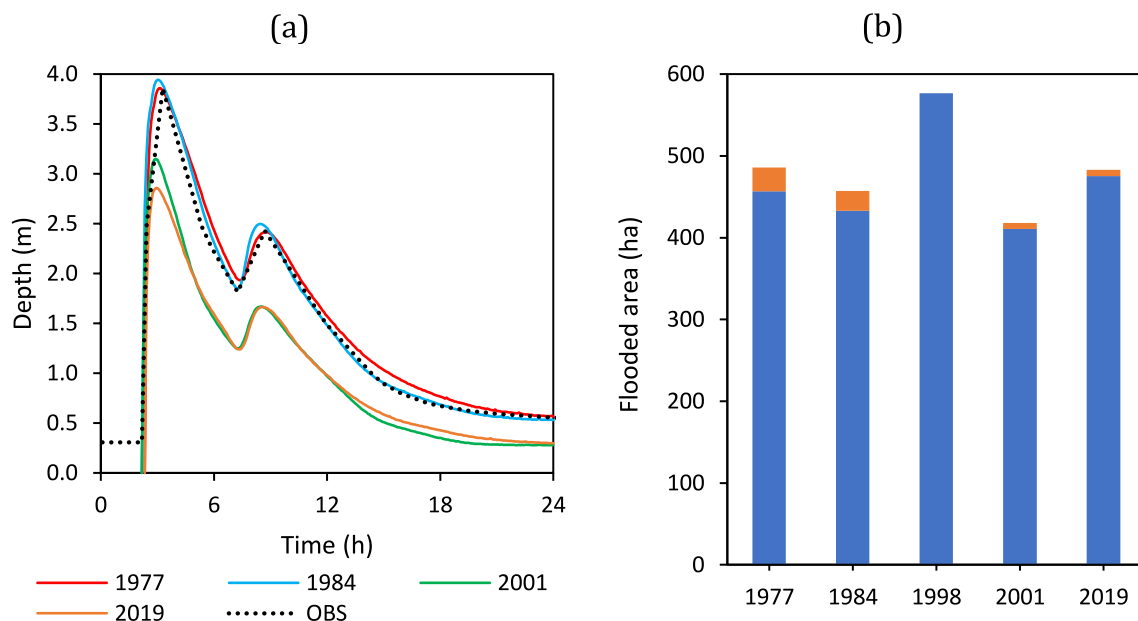 (a)
4.0
3.5
3.0
2.5
2.0
1.5
1.0
0.5
0.0
Depth (m)
0 6 12 18 24
Time (h)
1977 1984 2001
2019 OBS
(b)
600
500
400
300
200
100
0
Flooded area (ha)
1977 1984 1998 2001 2019